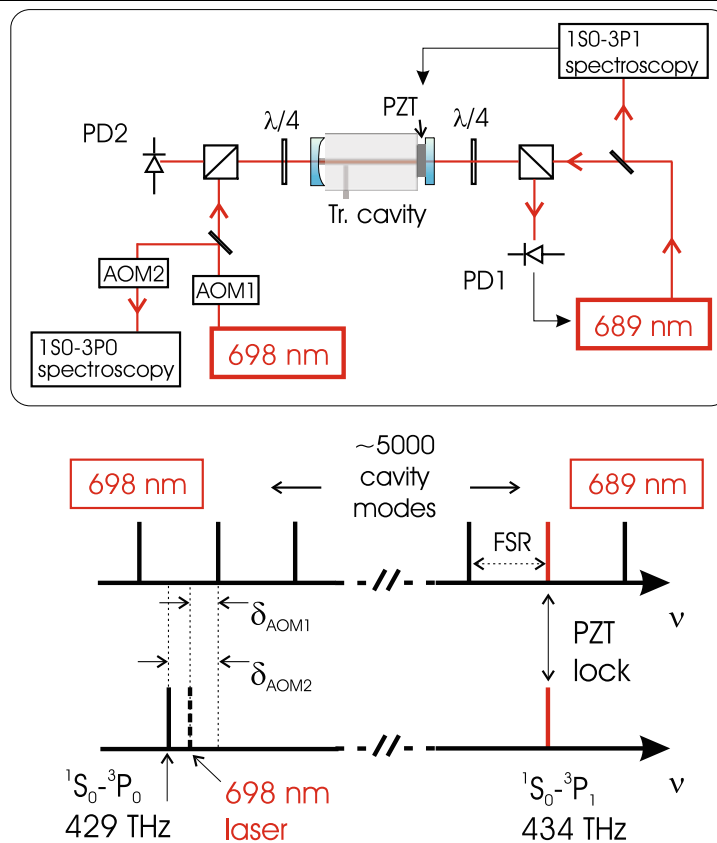 1S0-3P1
spectroscopy
PZT
λ/4
λ/4
PD2
Tr. cavity
AOM2
AOM1
PD1
1S0-3P0
spectroscopy
698 nm
689 nm
~5000
cavity
modes
698 nm
689 nm
FSR
ν
δAOM1
PZT
lock
δAOM2
ν
¹S₀-³P₀
429 THz
698 nm
laser
¹S₀-³P₁
434 THz